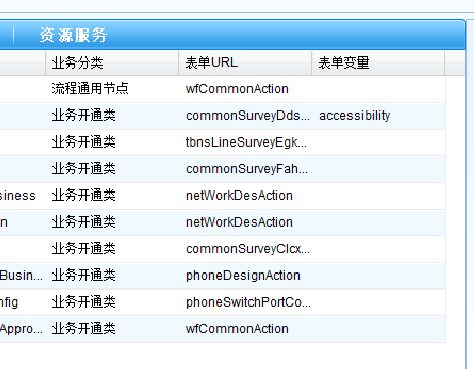 资源服务
业务分类 表单URL 表单变量
流程通用节点 wfCommonAction
业务开通类 commonSurveyDds... accessibility
业务开通类 tbnsLineSurveyEgk...
业务开通类 commonSurveyFah...
siness 业务开通类 netWorkDesAction
n 业务开通类 netWorkDesAction
业务开通类 commonSurveyClcx...
Busin... 业务开通类 phoneDesignAction
nfig 业务开通类 phoneSwitchPortCo...
Appro... 业务开通类 wfCommonAction